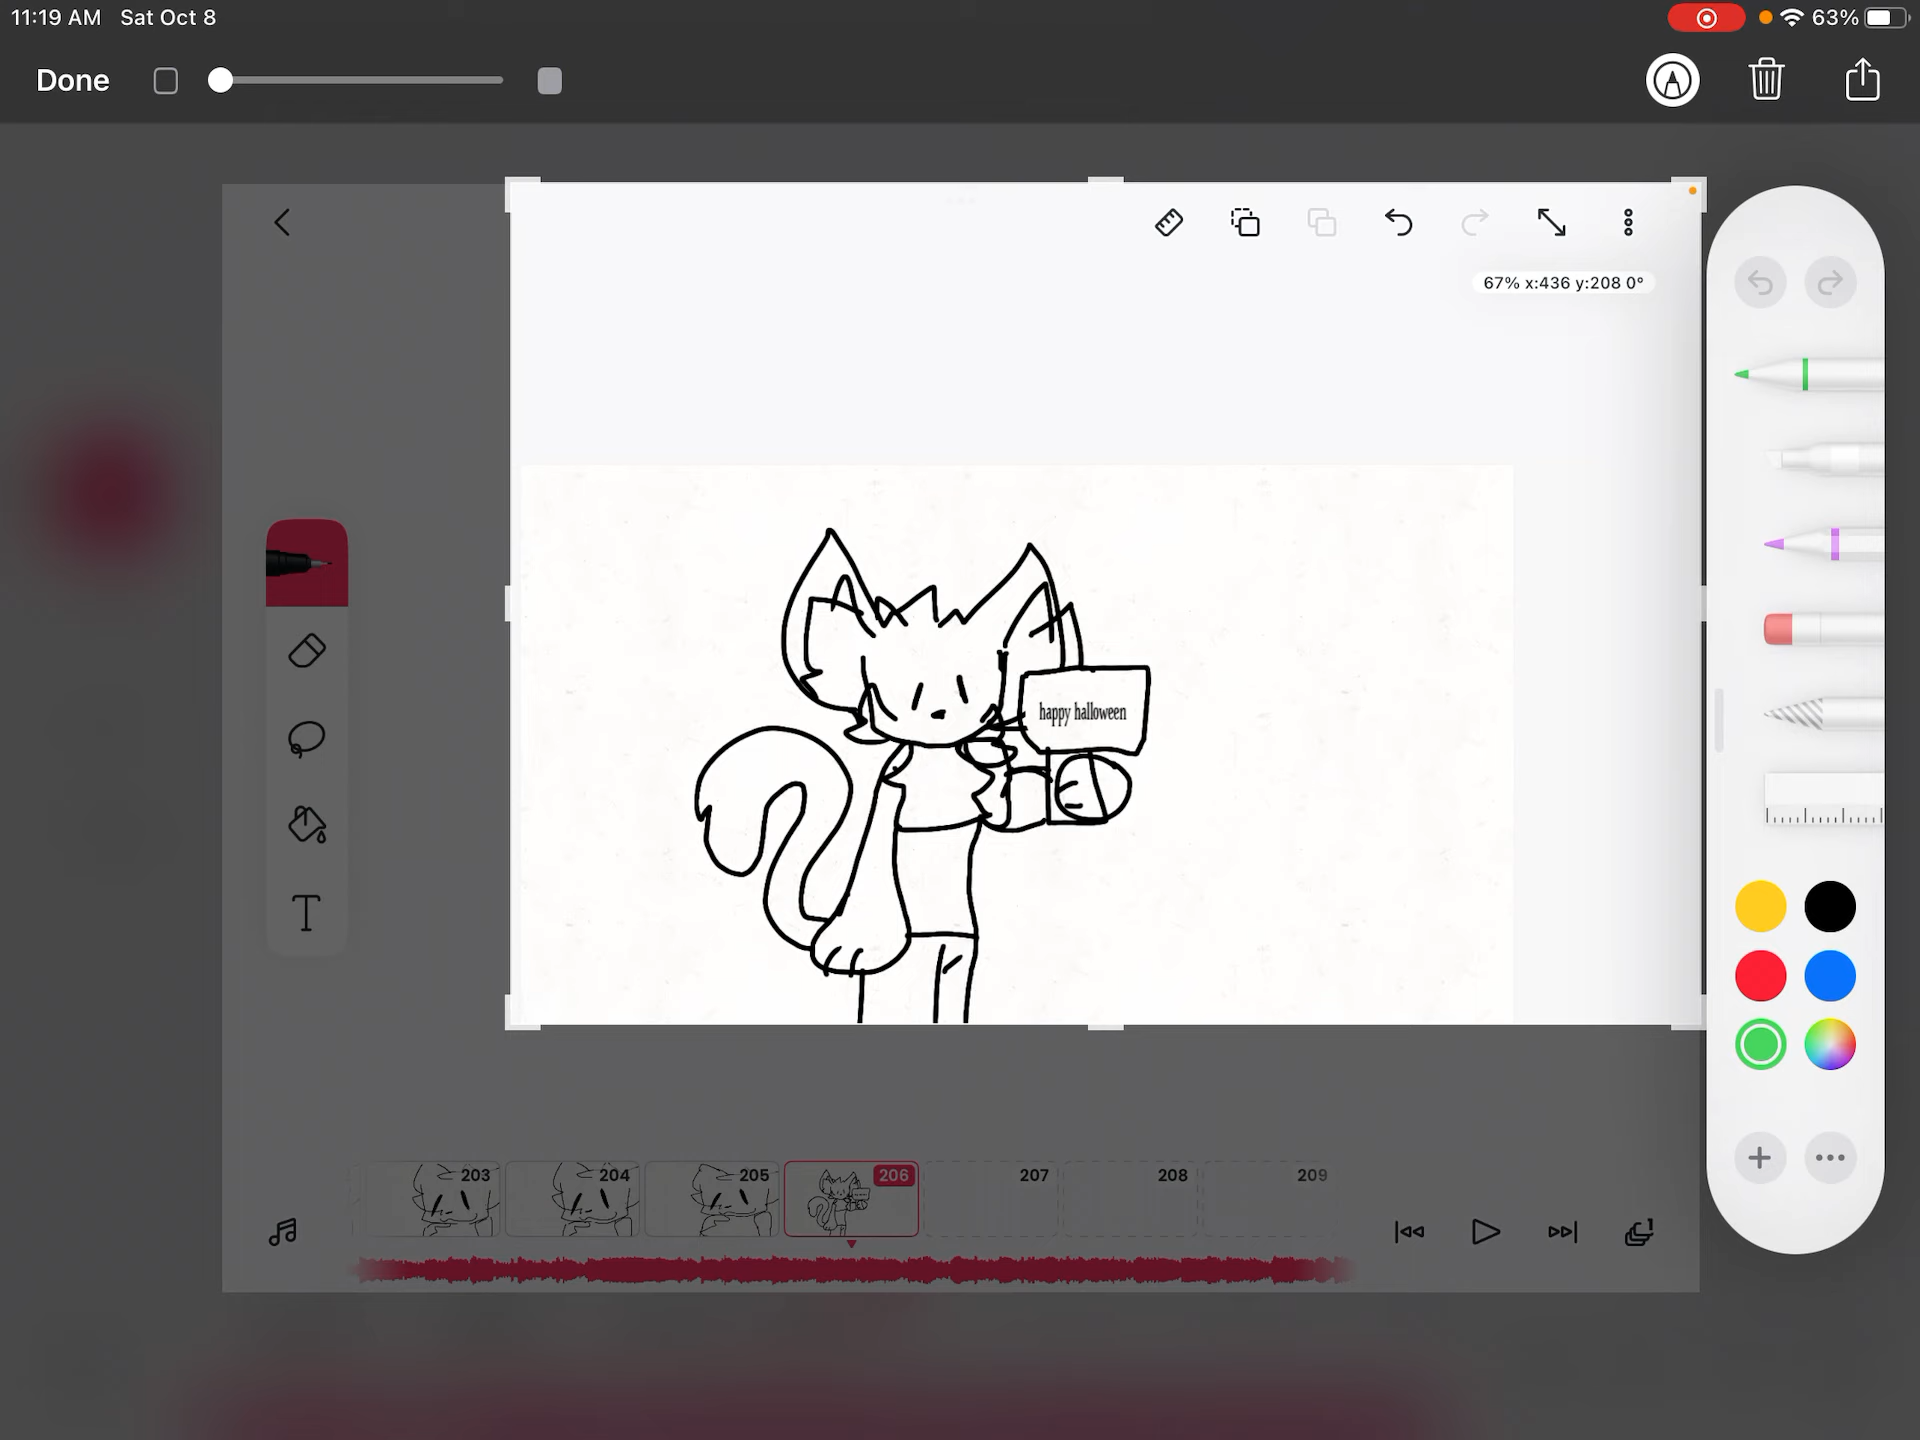 11:19 AM Sat Oct 8
63%
Done
67% x:436 y:208 0°
happy halloween
T
203 204 205 206 207 208 209